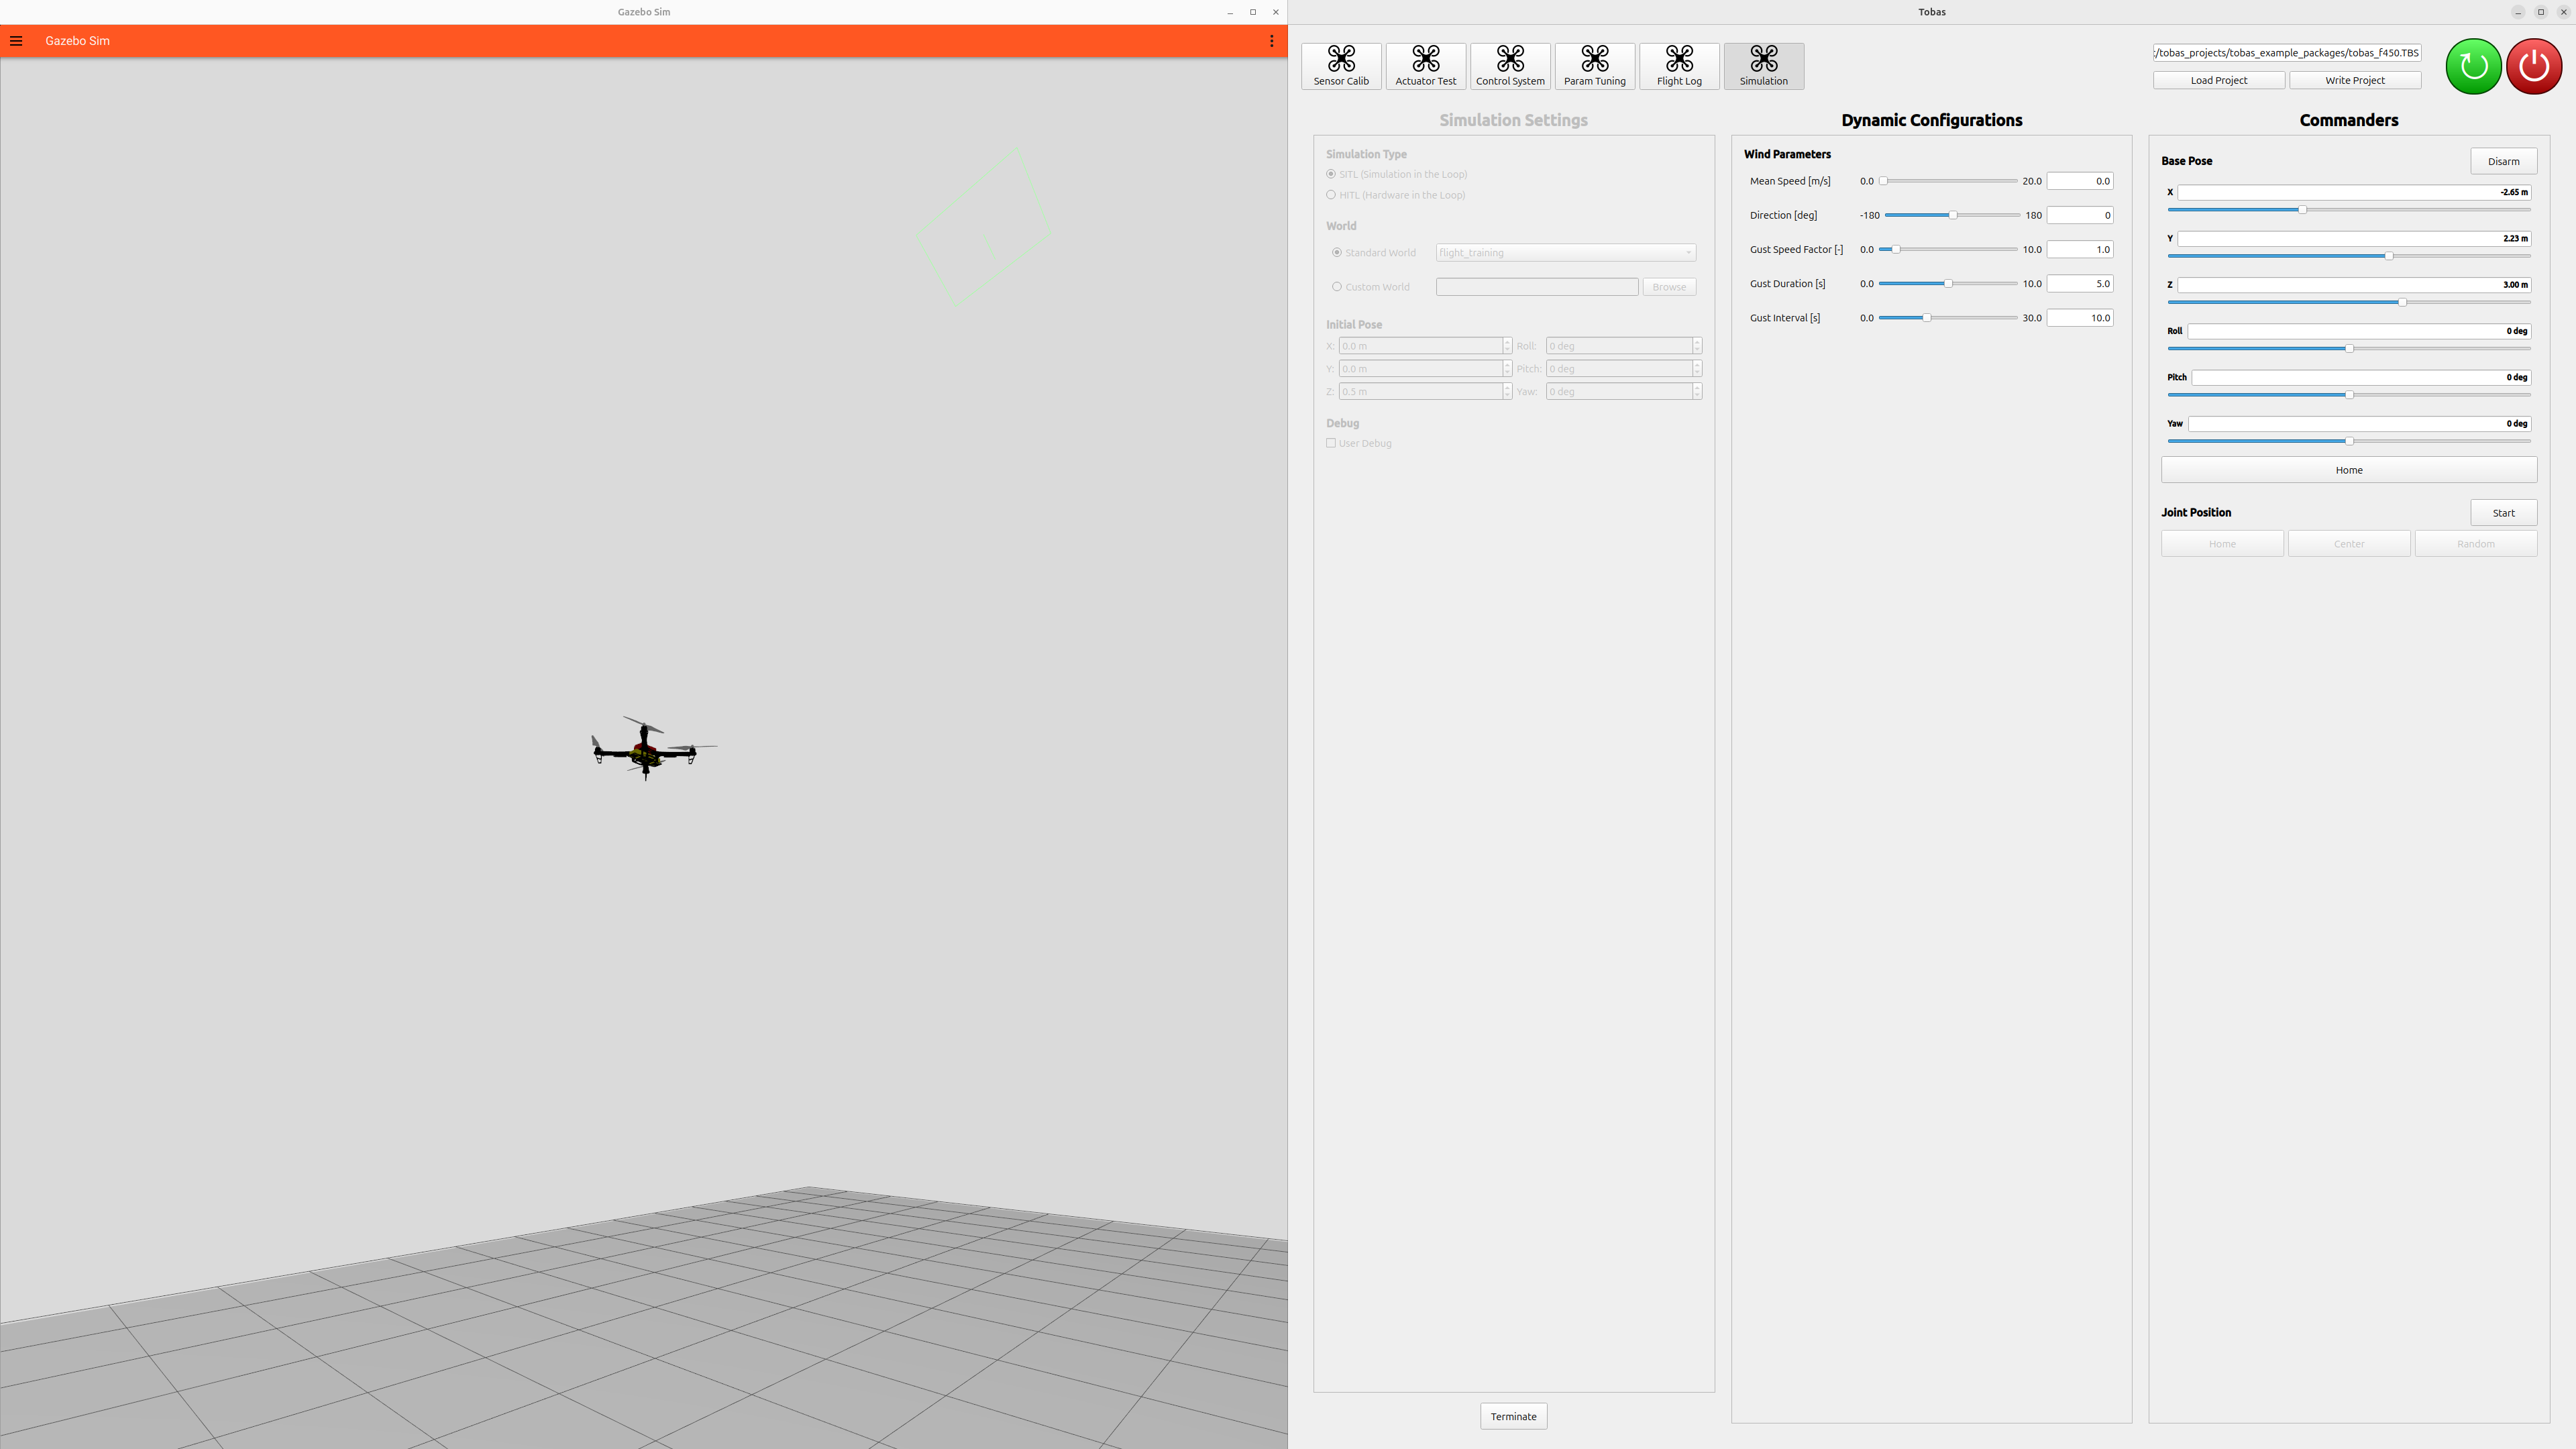 Gazebo Sim
Gazebo Sim
Tobas
Sensor Calib
Actuator Test
Control System
Param Tuning
Flight Log
Simulation
:/tobas_projects/tobas_example_packages/tobas_f450.TBS
Load Project
Write Project
Simulation Settings
Simulation Type
SITL (Simulation in the Loop)
HITL (Hardware in the Loop)
World
Standard World flight_training
Custom World Browse
Initial Pose
X: 0.0 m Roll: 0 deg
Y: 0.0 m Pitch: 0 deg
Z: 0.5 m Yaw: 0 deg
Debug
User Debug
Terminate
Dynamic Configurations
Wind Parameters
Mean Speed [m/s] 0.0 20.0 0.0
Direction [deg] -180 180 0
Gust Speed Factor [-] 0.0 10.0 1.0
Gust Duration [s] 0.0 10.0 5.0
Gust Interval [s] 0.0 30.0 10.0
Commanders
Base Pose Disarm
X -2.65 m
Y 2.23 m
Z 3.00 m
Roll 0 deg
Pitch 0 deg
Yaw 0 deg
Home
Joint Position Start
Home Center Random